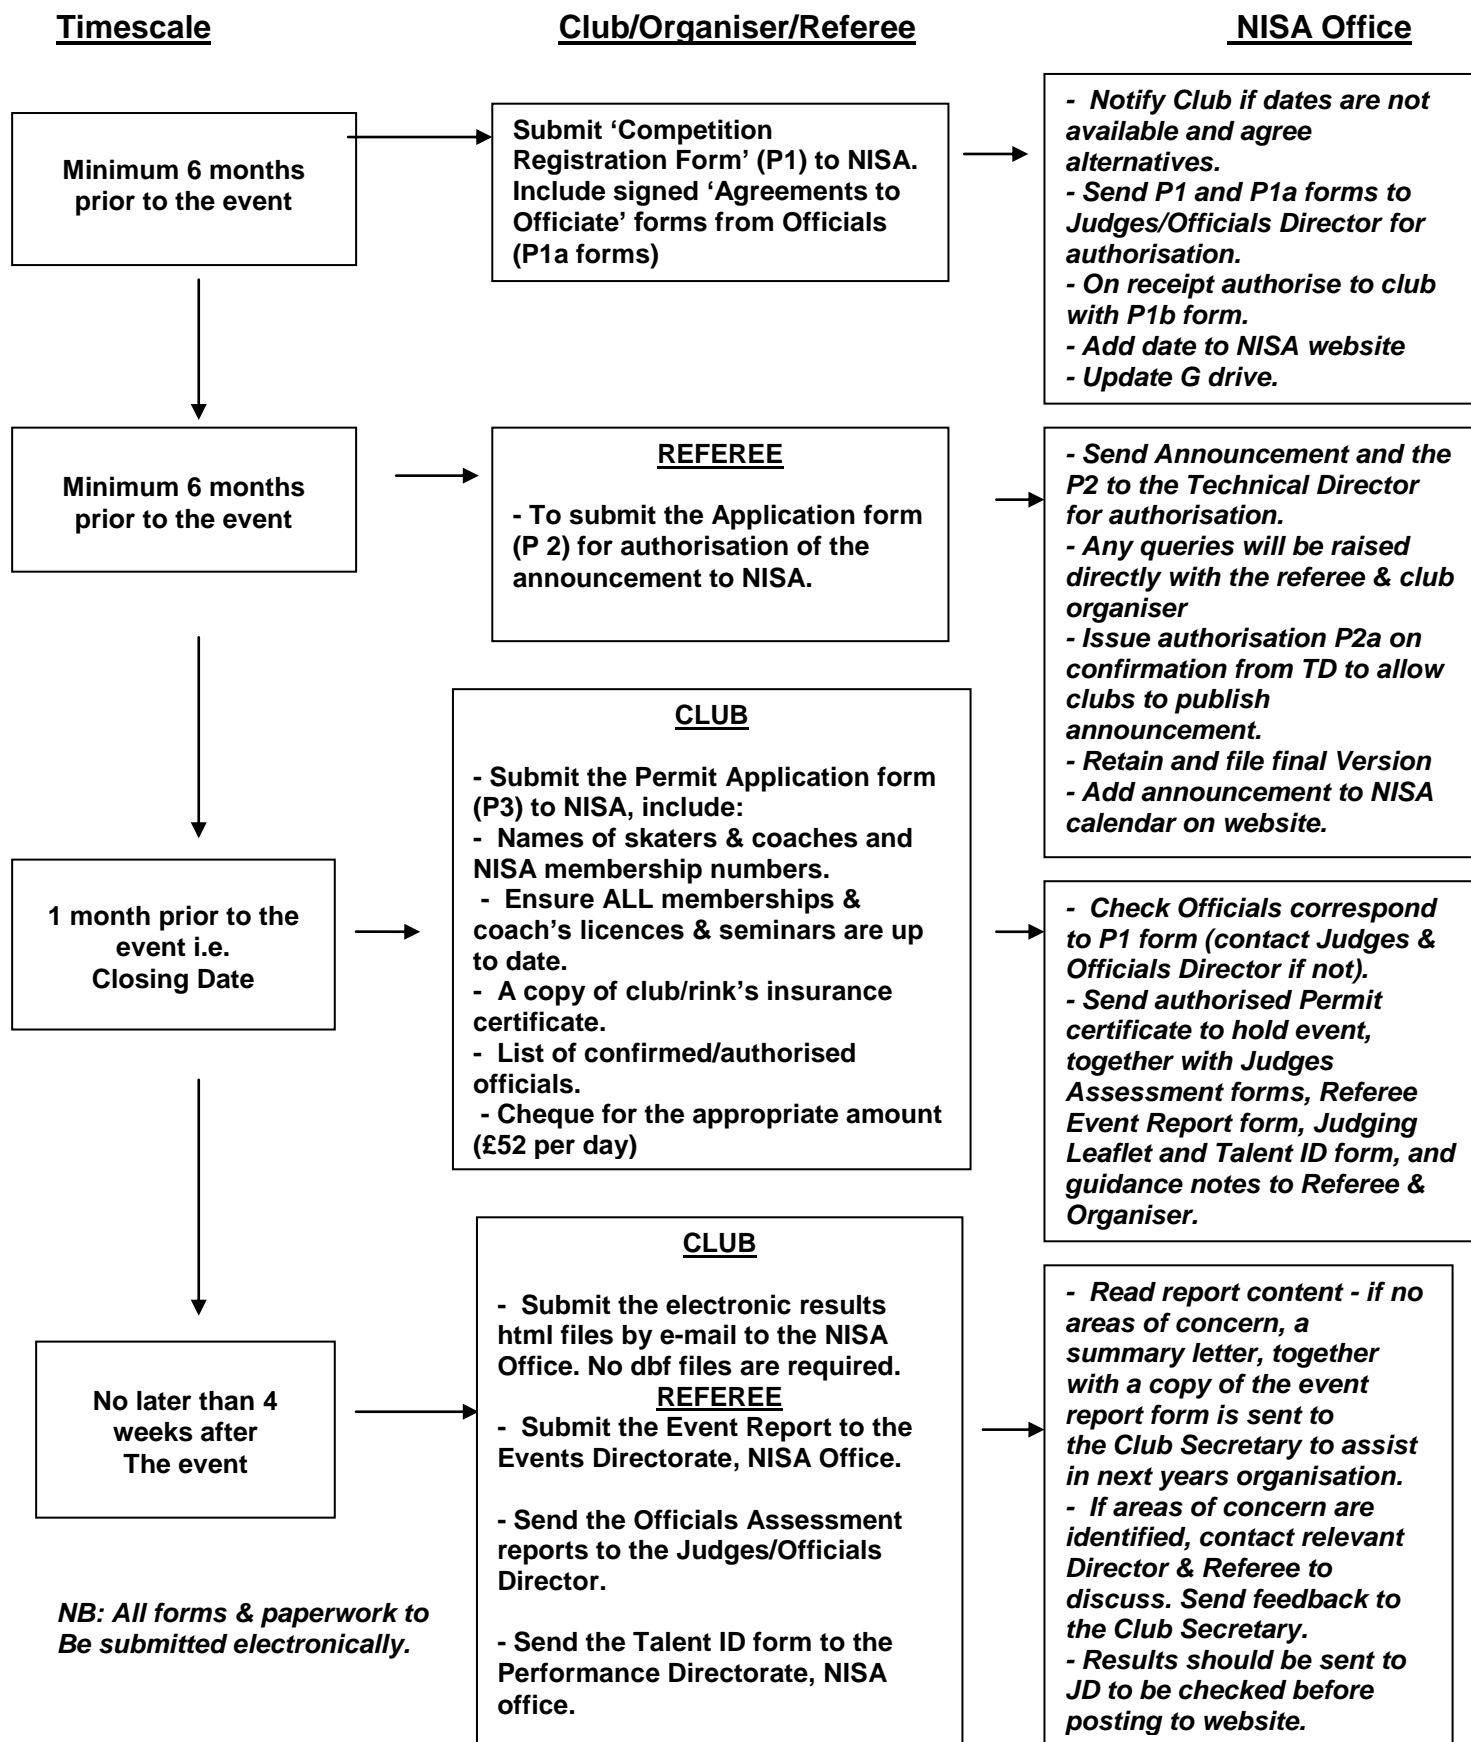 Timescale
Club/Organiser/Referee
NISA Office
Minimum 6 months
prior to the event
Submit ‘Competition
Registration Form’ (P1) to NISA.
Include signed ‘Agreements to
Officiate’ forms from Officials
(P1a forms)
- Notify Club if dates are not
available and agree
alternatives.
- Send P1 and P1a forms to
Judges/Officials Director for
authorisation.
- On receipt authorise to club
with P1b form.
- Add date to NISA website
- Update G drive.
Minimum 6 months
prior to the event
REFEREE
- To submit the Application form
(P 2) for authorisation of the
announcement to NISA.
- Send Announcement and the
P2 to the Technical Director
for authorisation.
- Any queries will be raised
directly with the referee & club
organiser
- Issue authorisation P2a on
confirmation from TD to allow
clubs to publish
announcement.
- Retain and file final Version
- Add announcement to NISA
calendar on website.
1 month prior to the
event i.e.
Closing Date
CLUB
- Submit the Permit Application form
(P3) to NISA, include:
- Names of skaters & coaches and
NISA membership numbers.
- Ensure ALL memberships &
coach’s licences & seminars are up
to date.
- A copy of club/rink’s insurance
certificate.
- List of confirmed/authorised
officials.
- Cheque for the appropriate amount
(£52 per day)
- Check Officials correspond
to P1 form (contact Judges &
Officials Director if not).
- Send authorised Permit
certificate to hold event,
together with Judges
Assessment forms, Referee
Event Report form, Judging
Leaflet and Talent ID form, and
guidance notes to Referee &
Organiser.
No later than 4
weeks after
The event
CLUB
- Submit the electronic results
html files by e-mail to the NISA
Office. No dbf files are required.
REFEREE
- Submit the Event Report to the
Events Directorate, NISA Office.
- Send the Officials Assessment
reports to the Judges/Officials
Director.
- Send the Talent ID form to the
Performance Directorate, NISA
office.
- Read report content - if no
areas of concern, a
summary letter, together
with a copy of the event
report form is sent to
the Club Secretary to assist
in next years organisation.
- If areas of concern are
identified, contact relevant
Director & Referee to
discuss. Send feedback to
the Club Secretary.
- Results should be sent to
JD to be checked before
posting to website.
NB: All forms & paperwork to
Be submitted electronically.